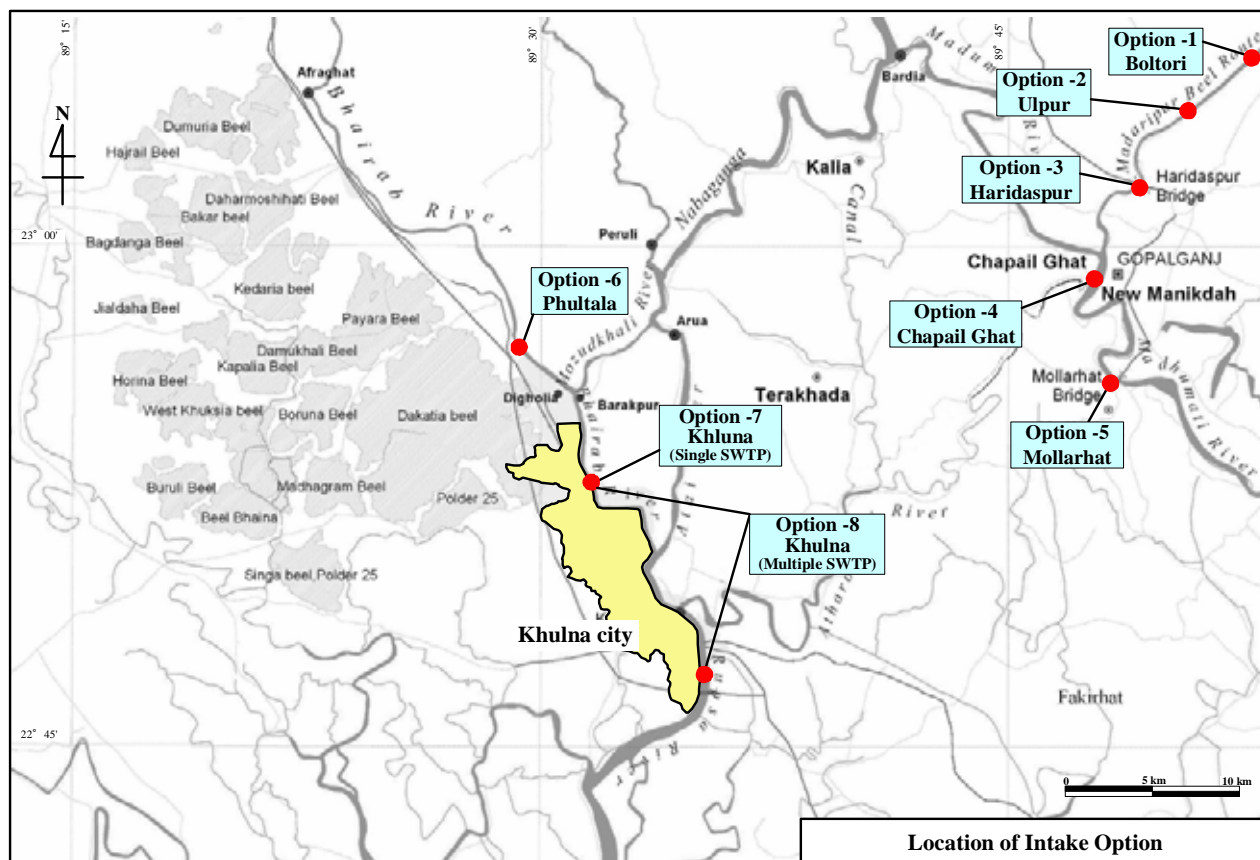 89° 15'
89° 30'
89° 45'
Option -1
Boltori
Afraghat
Bardia
Option -2
Ulpur
Madaripur Beel Route
N
Bhairab River
Dumuria Beel
Hajrail Beel
Kalia
Canal
Option -3
Haridaspur
Haridaspur
Bridge
Daharmoshihati Beel
Bakar beel
Nabaganga
Bagdanga Beel
Peruli
23° 00'
Chapail Ghat
GOPALGANJ
New Manikdah
Kedaria beel
Option -6
Phultala
Jialdaha Beel
Payara Beel
Mozudkhali River
Arua
Option -4
Chapail Ghat
Damukhali Beel
Kapalia Beel
Horina Beel
Mollarhat
Bridge
Madhumati River
West Khuksia beel
Boruna Beel
Dakatia beel
Digholia
Barakpur
Terakhada
Option -7
Khluna
(Single SWTP)
Option -5
Mollarhat
Bhairab
Buruli Beel
Madhagram Beel
Polder 25
Beel Bhaina
River
Option -8
Khulna
(Multiple SWTP)
Singa beel,Polder 25
Khulna city
Rupsa River
Fakirhat
22° 45'
0
5 km
10 km
Location of Intake Option